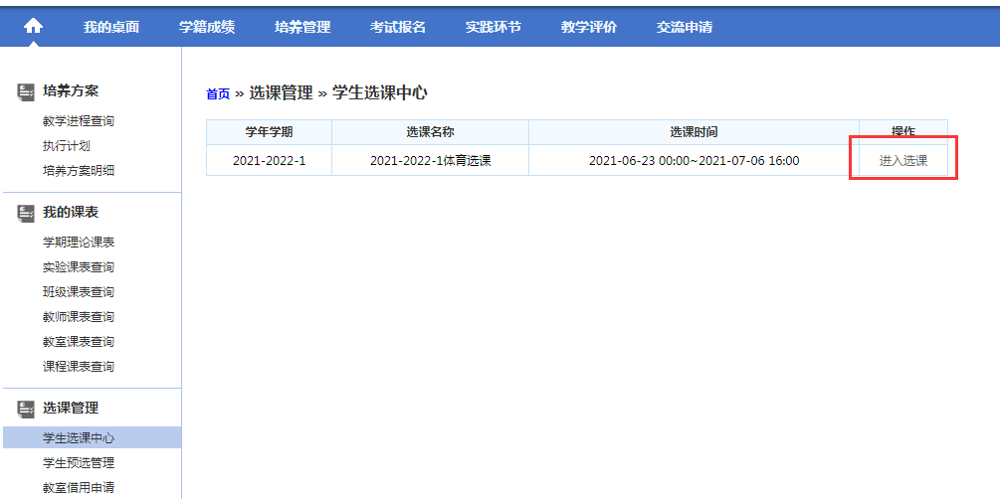 我的桌面 学籍成绩 培养管理 考试报名 实践环节 教学评价 交流申请
培养方案
教学进程查询
执行计划
培养方案明细
我的课表
学期理论课表
实验课表查询
班级课表查询
教师课表查询
教室课表查询
课程课表查询
选课管理
学生选课中心
学生预选管理
教室借用申请
首页 » 选课管理 » 学生选课中心
学年学期 选课名称 选课时间 操作
2021-2022-1 2021-2022-1体育选课 2021-06-23 00:00~2021-07-06 16:00 进入选课